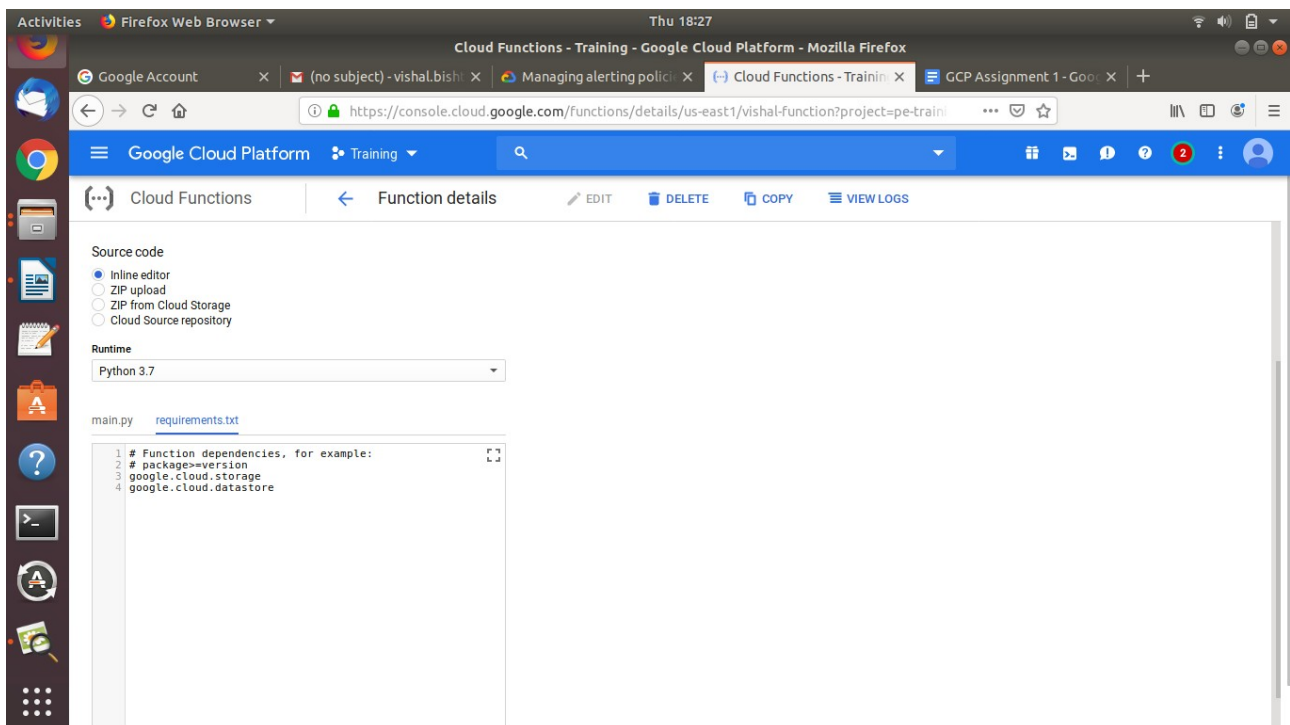 Activities Firefox Web Browser Thu 18:27
Cloud Functions - Training - Google Cloud Platform - Mozilla Firefox
Google Account (no subject) - vishal.bisht Managing alerting policie Cloud Functions - Trainin GCP Assignment 1 - Goog
https://console.cloud.google.com/functions/details/us-east1/vishal-function?project=pe-traini
Google Cloud Platform Training 2
Cloud Functions Function details EDIT DELETE COPY VIEW LOGS
Source code
Inline editor
ZIP upload
ZIP from Cloud Storage
Cloud Source repository
Runtime
Python 3.7
main.py requirements.txt
1 # Function dependencies, for example:
2 # package>=version
3 google.cloud.storage
4 google.cloud.datastore